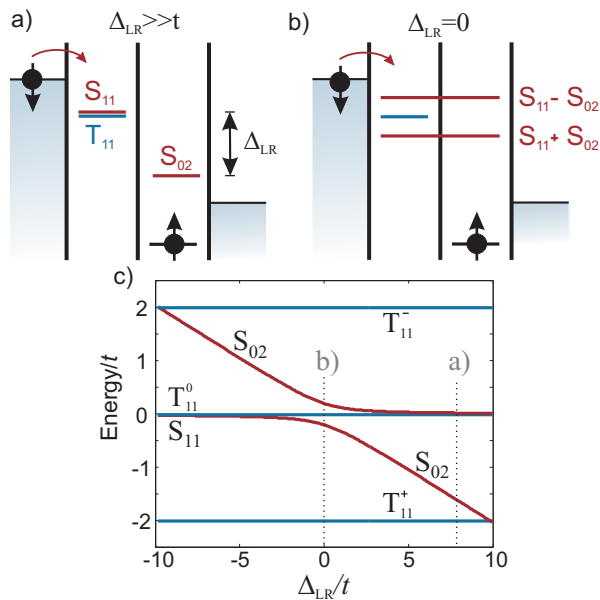 a)
Δ_LR>>t
S_11
T_11
S_02
Δ_LR
b)
Δ_LR=0
S_11- S_02
S_11+ S_02
c)
Energy/t
2
1
0
-1
-2
T_11^-
S_02
b)
a)
T_11^0
S_11
S_02
T_11^+
-10
-5
0
5
10
Δ_LR/t